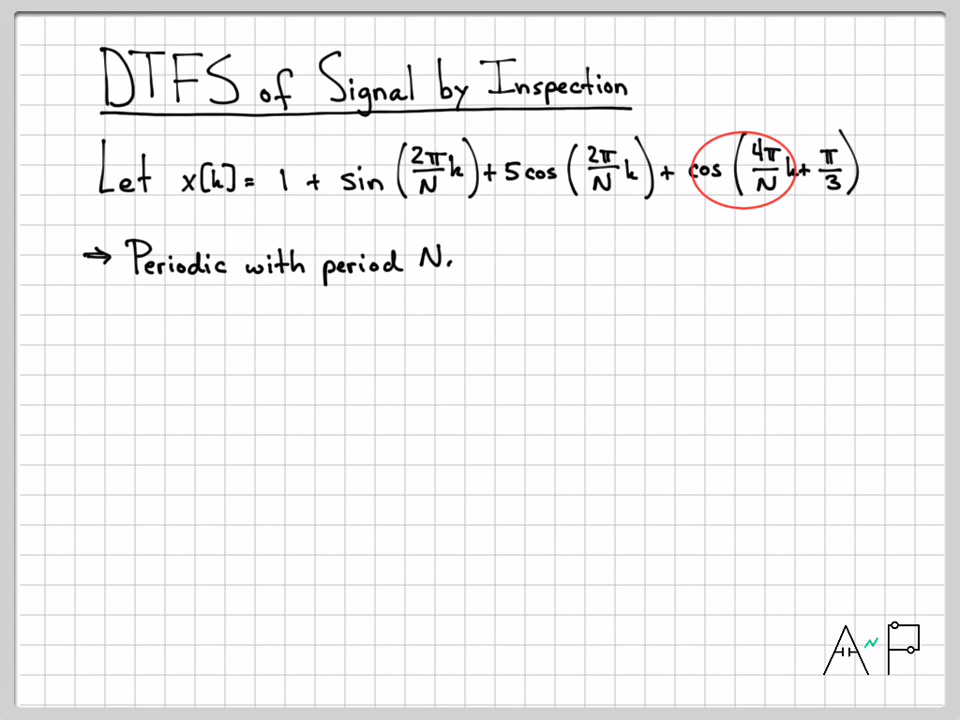 DTFS of Signal by Inspection
Let x[k] = 1 + sin(2π/N k) + 5cos(2π/N k) + cos(4π/N k + π/3)
⇒ Periodic with period N.
A~P